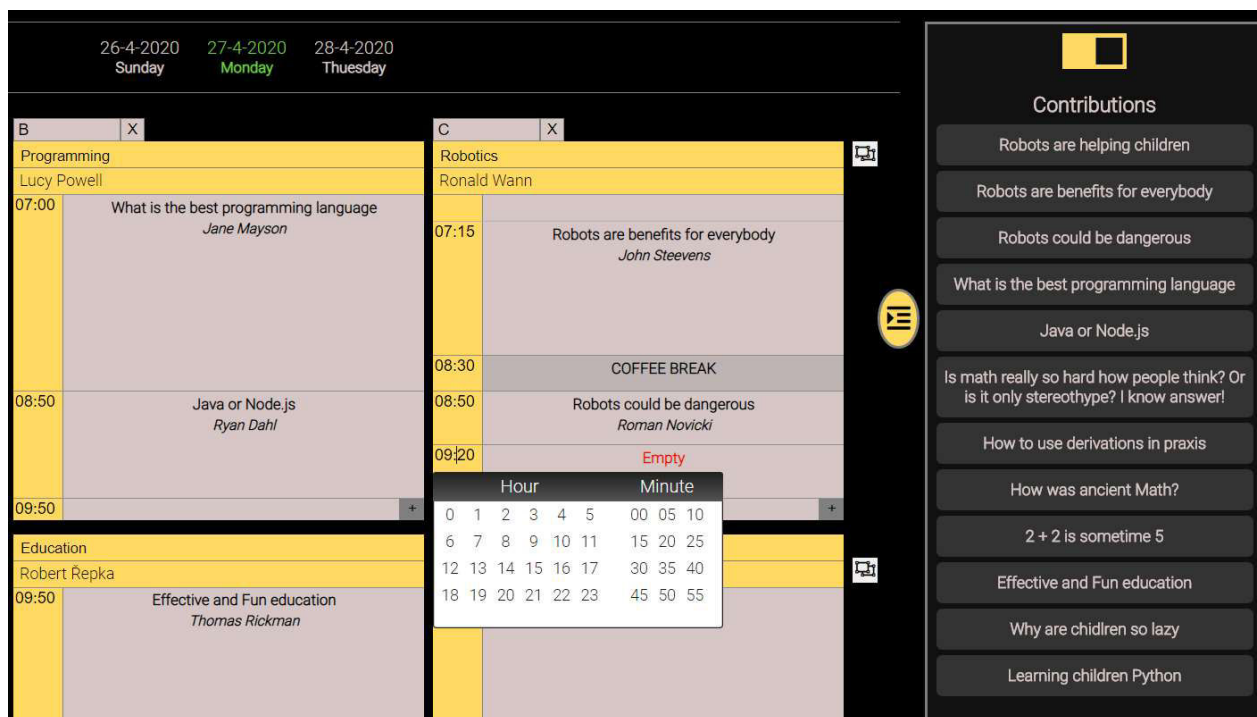 26-4-2020 27-4-2020 28-4-2020
Sunday Monday Thuesday
B X
Programming
Lucy Powell
07:00 What is the best programming language
Jane Mayson
08:50 Java or Node.js
Ryan Dahl
09:50 +
Education
Robert Řepka
09:50 Effective and Fun education
Thomas Rickman
C X
Robotics
Ronald Wann
07:15 Robots are benefits for everybody
John Steevens
08:30 COFFEE BREAK
08:50 Robots could be dangerous
Roman Novicki
09:20 Empty
+
Hour Minute
0 1 2 3 4 5 00 05 10
6 7 8 9 10 11 15 20 25
12 13 14 15 16 17 30 35 40
18 19 20 21 22 23 45 50 55
Contributions
Robots are helping children
Robots are benefits for everybody
Robots could be dangerous
What is the best programming language
Java or Node.js
Is math really so hard how people think? Or
is it only stereothype? I know answer!
How to use derivations in praxis
How was ancient Math?
2 + 2 is sometime 5
Effective and Fun education
Why are chidlren so lazy
Learning children Python